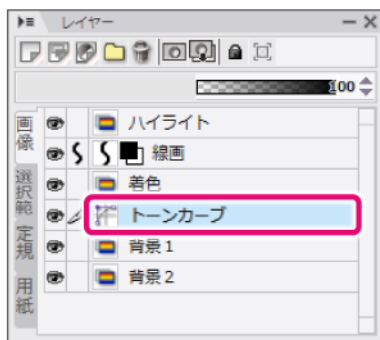 レイヤー
100
画像
選択範
定規
用紙
ハイライト
線画
着色
トーンカーブ
背景1
背景2